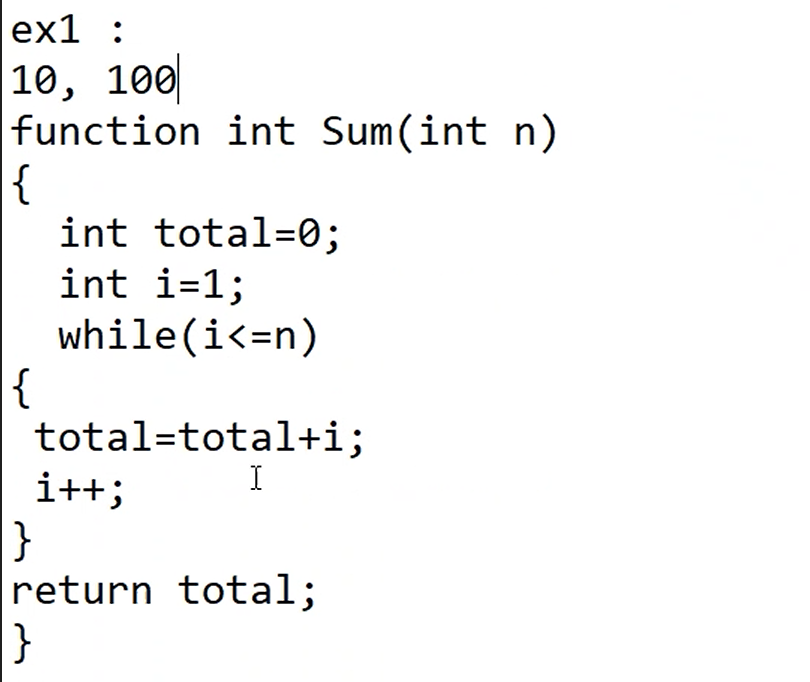 ex1 :
10, 100
function int Sum(int n)
{
int total=0;
int i=1;
while(i<=n)
{
total=total+i;
i++;
}
return total;
}